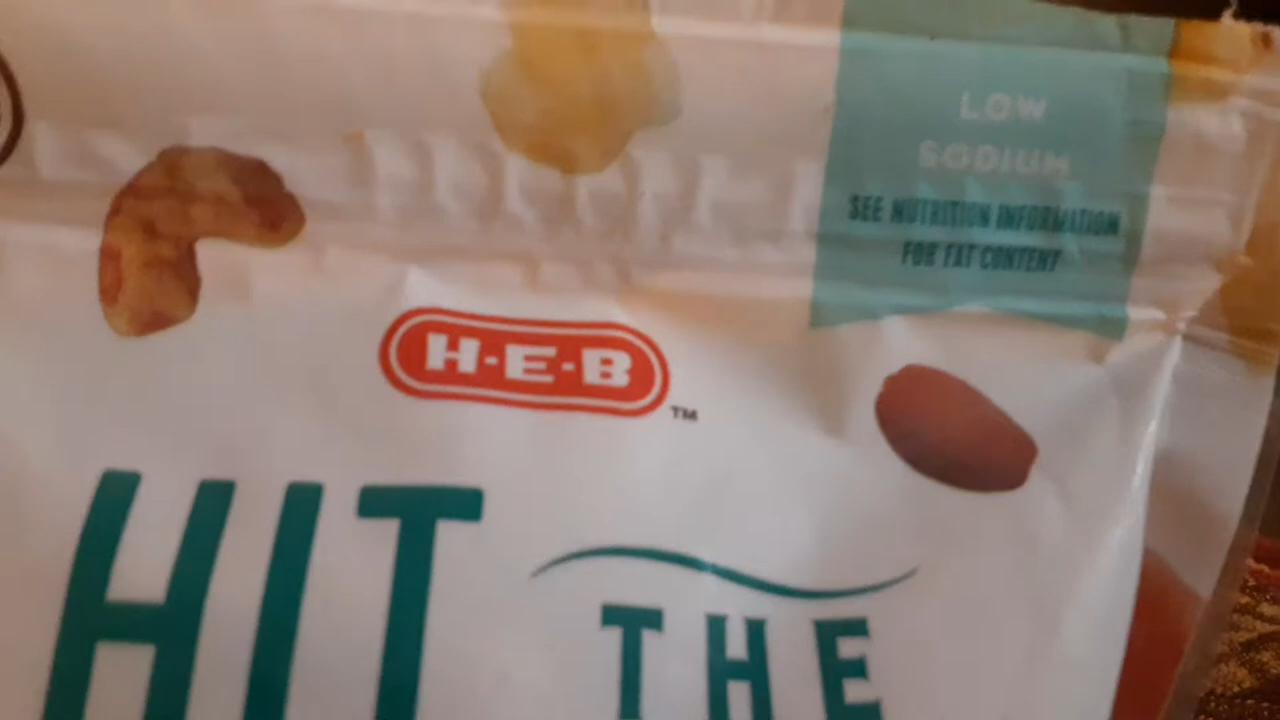 LOW
SODIUM
SEE NUTRITION INFORMATION
FOR FAT CONTENT
H-E-B
TM
HIT
THE